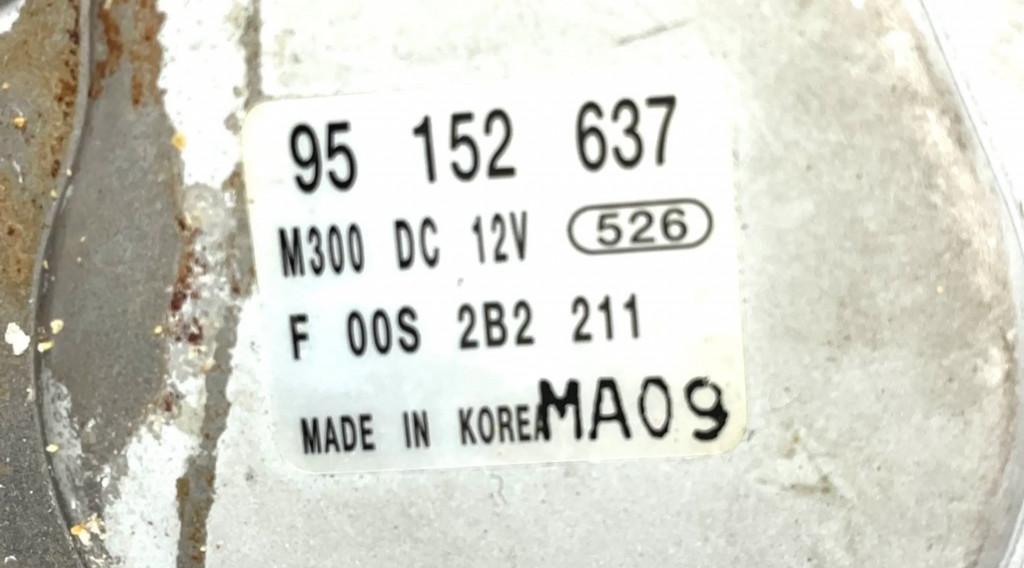 95 152 637
M300 DC 12V 526
F 00S 2B2 211
MADE IN KOREA MA09